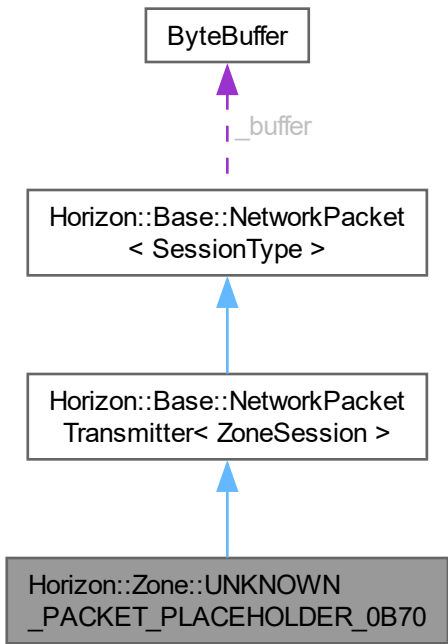 ByteBuffer
_buffer
Horizon::Base::NetworkPacket
< SessionType >
Horizon::Base::NetworkPacket
Transmitter< ZoneSession >
Horizon::Zone::UNKNOWN
_PACKET_PLACEHOLDER_0B70